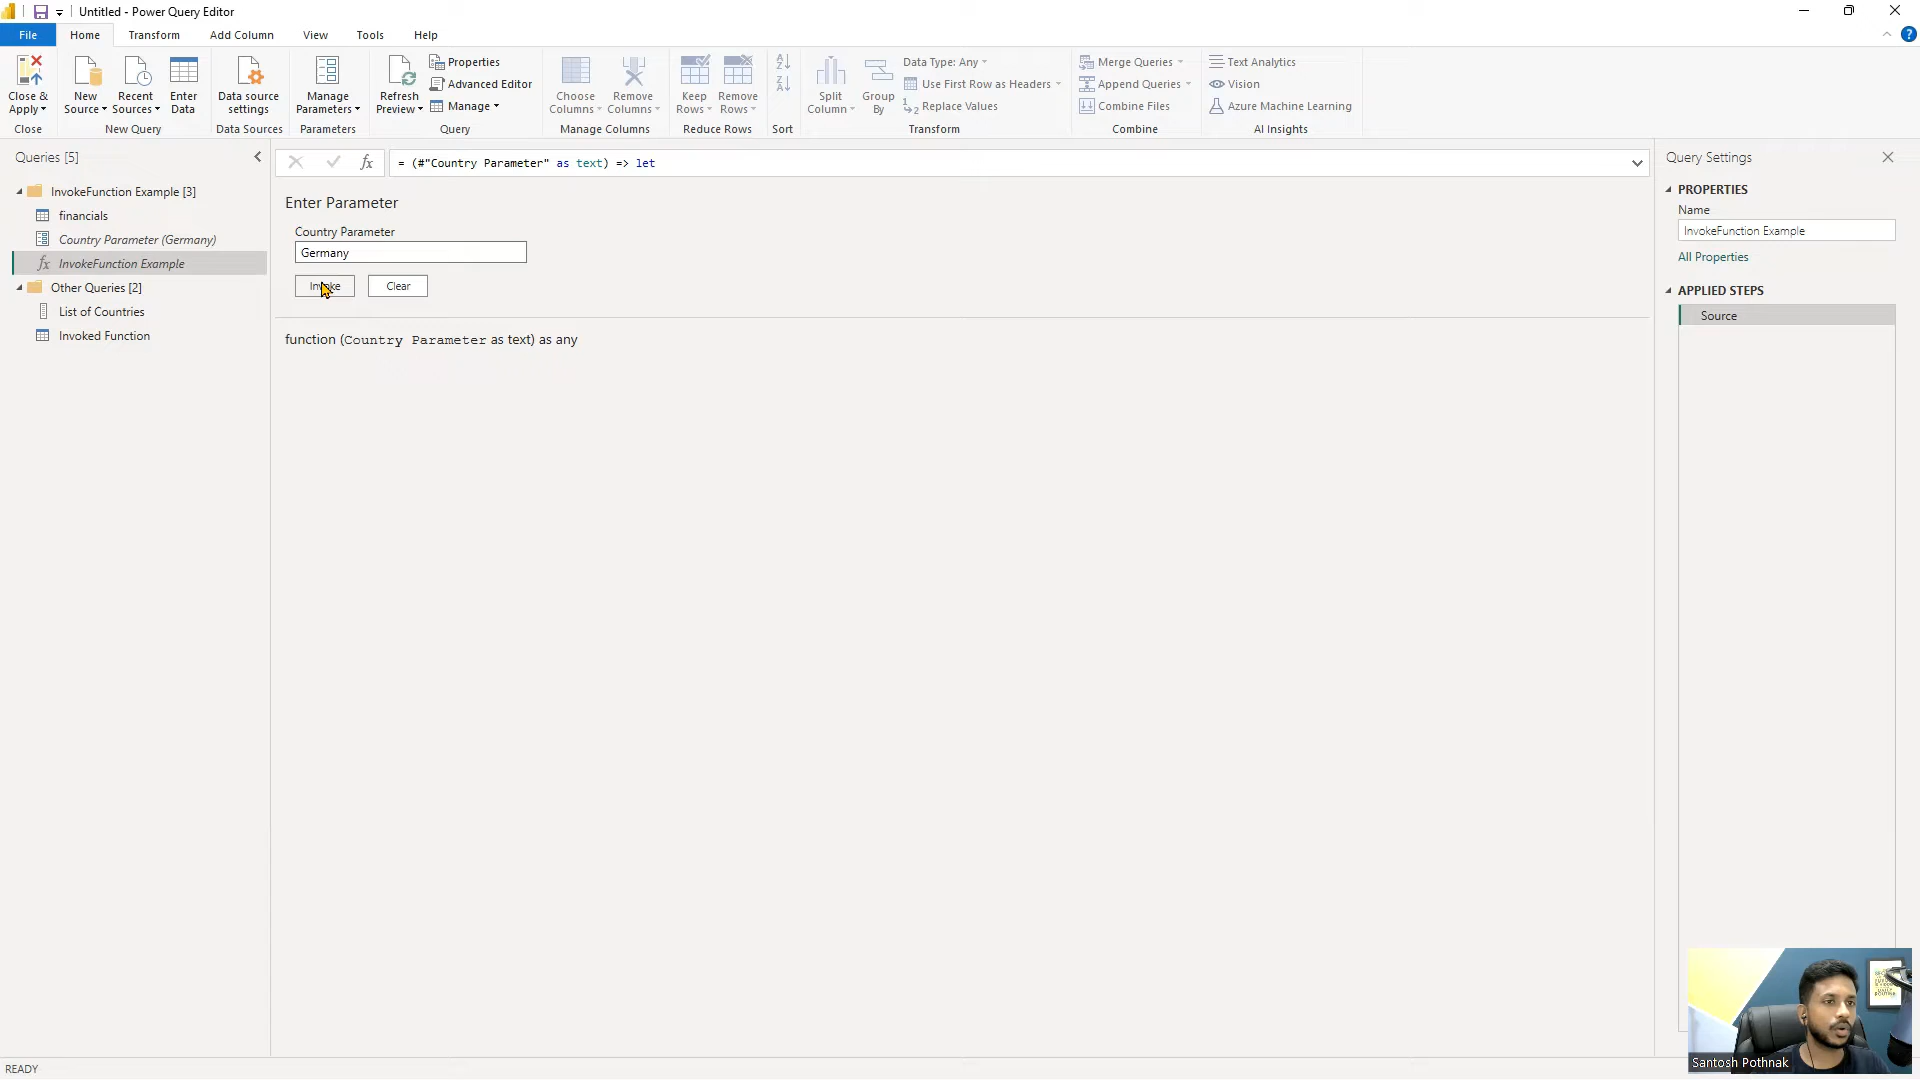 Untitled - Power Query Editor
File Home Transform Add Column View Tools Help
Close & Apply
Close
New Source
Recent Sources
Enter Data
New Query
Data source settings
Data Sources
Manage Parameters
Parameters
Refresh Preview
Properties
Advanced Editor
Manage
Query
Choose Columns
Remove Columns
Manage Columns
Keep Rows
Remove Rows
Reduce Rows
Sort
Split Column
Group By
Data Type: Any
Use First Row as Headers
Replace Values
Transform
Merge Queries
Append Queries
Combine Files
Combine
Text Analytics
Vision
Azure Machine Learning
AI Insights
Queries [5]
InvokeFunction Example [3]
financials
Country Parameter (Germany)
InvokeFunction Example
Other Queries [2]
List of Countries
Invoked Function
fx
= (#"Country Parameter" as text) => let
Enter Parameter
Country Parameter
Germany
Invoke Clear
function (Country Parameter as text) as any
Query Settings
PROPERTIES
Name
InvokeFunction Example
All Properties
APPLIED STEPS
Source
Santosh Pothnak
READY